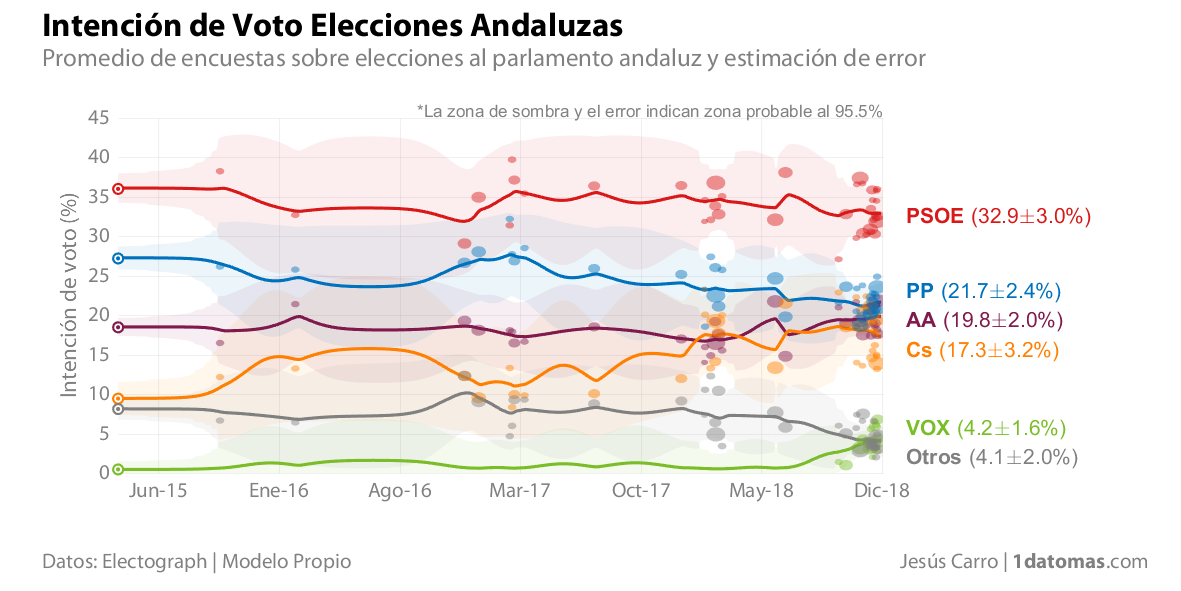 Intención de Voto Elecciones Andaluzas
Promedio de encuestas sobre elecciones al parlamento andaluz y estimación de error
*La zona de sombra y el error indican zona probable al 95.5%
Intención de voto (%)
45
40
35
30
25
20
15
10
5
0
Jun-15 Ene-16 Ago-16 Mar-17 Oct-17 May-18 Dic-18
PSOE (32.9±3.0%)
PP (21.7±2.4%)
AA (19.8±2.0%)
Cs (17.3±3.2%)
VOX (4.2±1.6%)
Otros (4.1±2.0%)
Datos: Electograph | Modelo Propio
Jesús Carro | 1datomas.com